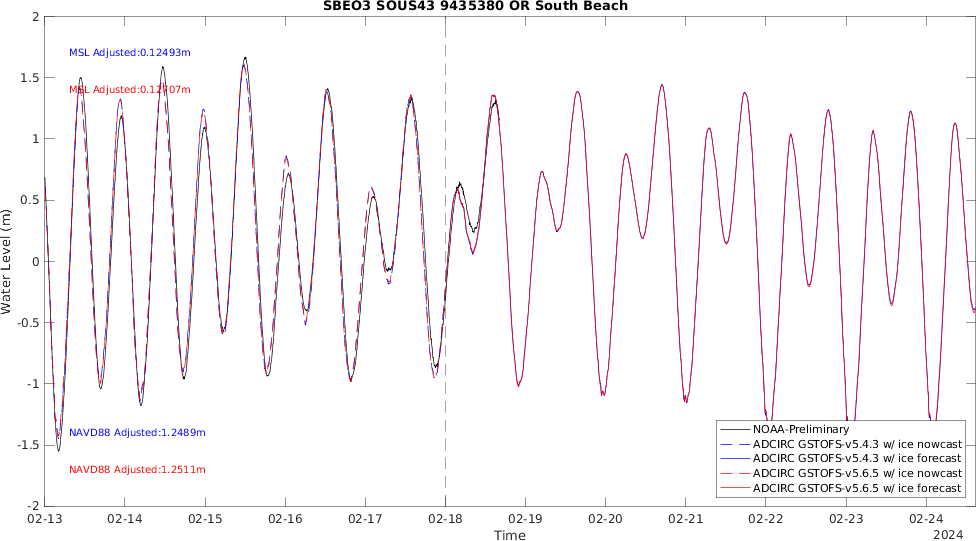 SBEO3 SOUS43 9435380 OR South Beach
2
1.5
1
0.5
0
-0.5
-1
-1.5
-2
Water Level (m)
MSL Adjusted:0.12493m
MSL Adjusted:0.12707m
NAVD88 Adjusted:1.2489m
NAVD88 Adjusted:1.2511m
NOAA-Preliminary
ADCIRC GSTOFS-v5.4.3 w/ ice nowcast
ADCIRC GSTOFS-v5.4.3 w/ ice forecast
ADCIRC GSTOFS-v5.6.5 w/ ice nowcast
ADCIRC GSTOFS-v5.6.5 w/ ice forecast
02-13 02-14 02-15 02-16 02-17 02-18 02-19 02-20 02-21 02-22 02-23 02-24
Time
2024